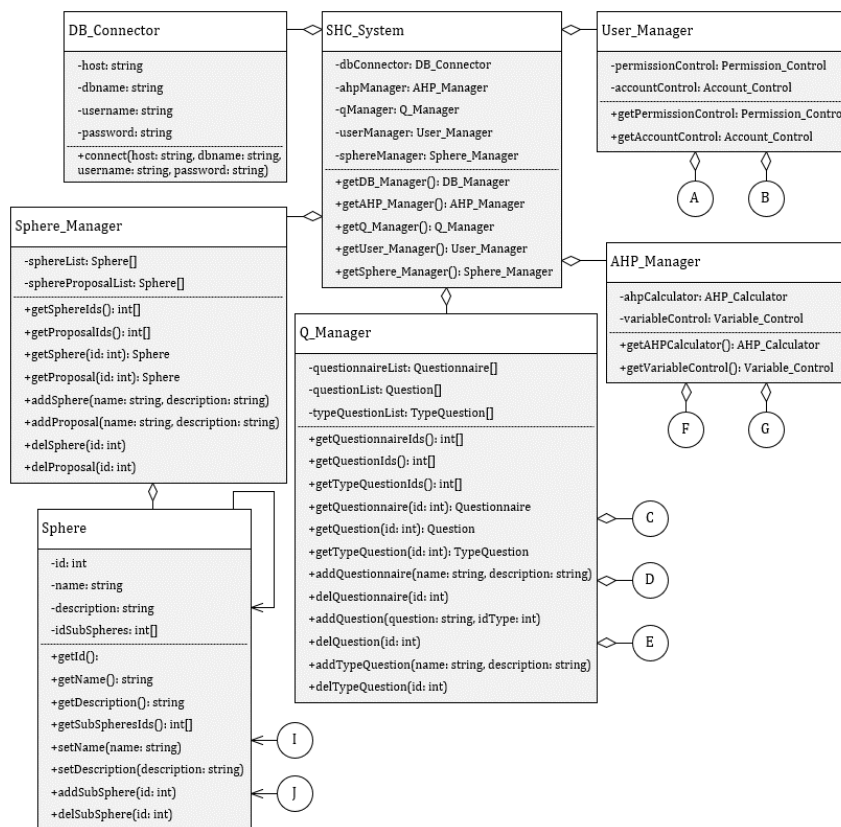 DB_Connector
-host: string
-dbname: string
-username: string
-password: string
+connect(host: string, dbname: string,
username: string, password: string)
SHC_System
-dbConnector: DB_Connector
-ahpManager: AHP_Manager
-qManager: Q_Manager
-userManager: User_Manager
-sphereManager: Sphere_Manager
+getDB_Manager(): DB_Manager
+getAHP_Manager(): AHP_Manager
+getQ_Manager(): Q_Manager
+getUser_Manager(): User_Manager
+getSphere_Manager(): Sphere_Manager
User_Manager
-permissionControl: Permission_Control
-accountControl: Account_Control
+getPermissionControl: Permission_Control
+getAccountControl: Account_Control
A
B
Sphere_Manager
-sphereList: Sphere[]
-sphereProposalList: Sphere[]
+getSphereIds(): int[]
+getProposalIds(): int[]
+getSphere(id: int): Sphere
+getProposal(id: int): Sphere
+addSphere(name: string, description: string)
+addProposal(name: string, description: string)
+delSphere(id: int)
+delProposal(id: int)
AHP_Manager
-ahpCalculator: AHP_Calculator
-variableControl: Variable_Control
+getAHPCalculator(): AHP_Calculator
+getVariableControl(): Variable_Control
F
G
Q_Manager
-questionnaireList: Questionnaire[]
-questionList: Question[]
-typeQuestionList: TypeQuestion[]
+getQuestionnaireIds(): int[]
+getQuestionIds(): int[]
+getTypeQuestionIds(): int[]
+getQuestionnaire(id: int): Questionnaire
+getQuestion(id: int): Question
+getTypeQuestion(id: int): TypeQuestion
+addQuestionnaire(name: string, description: string)
+delQuestionnaire(id: int)
+addQuestion(question: string, idType: int)
+delQuestion(id: int)
+addTypeQuestion(name: string, description: string)
+delTypeQuestion(id: int)
C
D
E
Sphere
-id: int
-name: string
-description: string
-idSubSpheres: int[]
+getId():
+getName(): string
+getDescription(): string
+getSubSpheresIds(): int[]
+setName(name: string)
+setDescription(description: string)
+addSubSphere(id: int)
+delSubSphere(id: int)
I
J